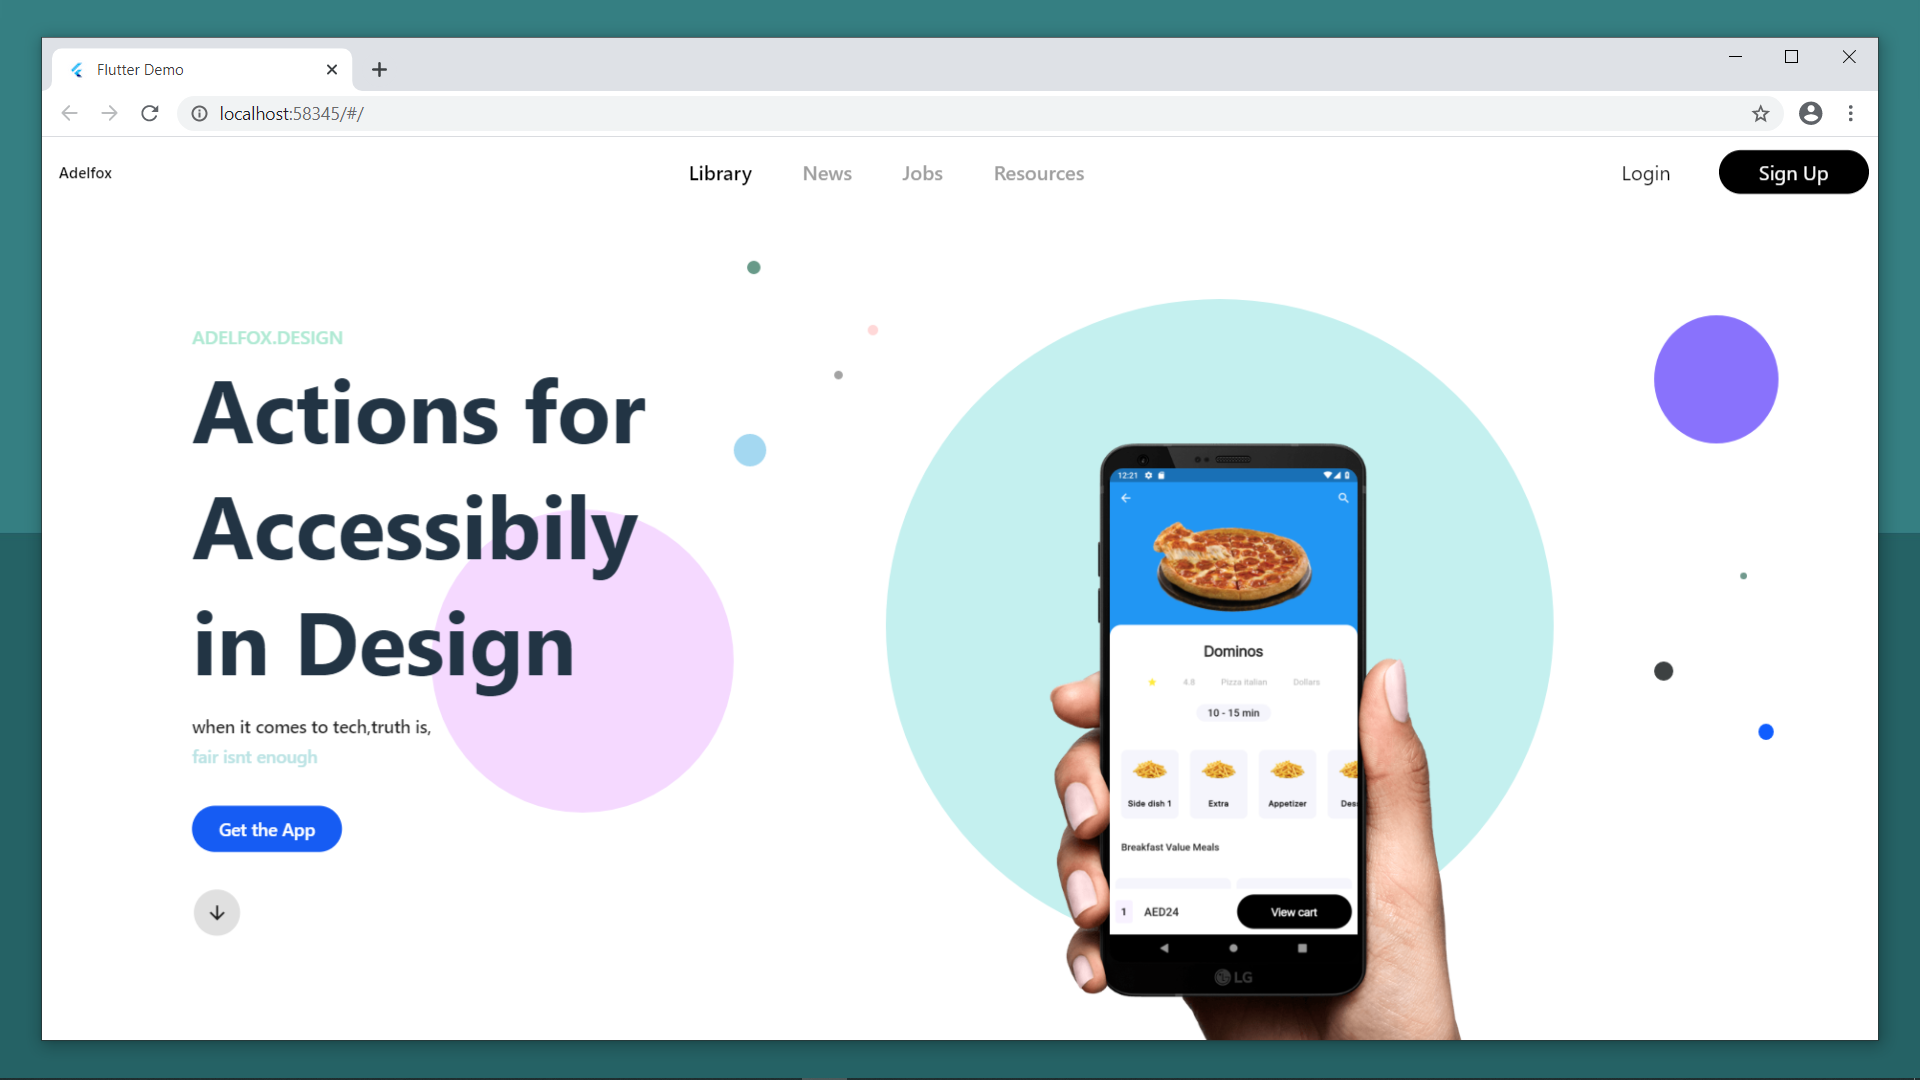 Flutter Demo
localhost:58345/#/
Adelfox
Library
News
Jobs
Resources
Login
Sign Up
ADELFOX.DESIGN
Actions for
Accessibily
in Design
when it comes to tech,truth is,
fair isnt enough
Get the App
12:21
Dominos
4.8 Pizza Italian Dollars
10 - 15 min
Side dish 1
Extra
Appetizer
Des
Breakfast Value Meals
1 AED24
View cart
LG